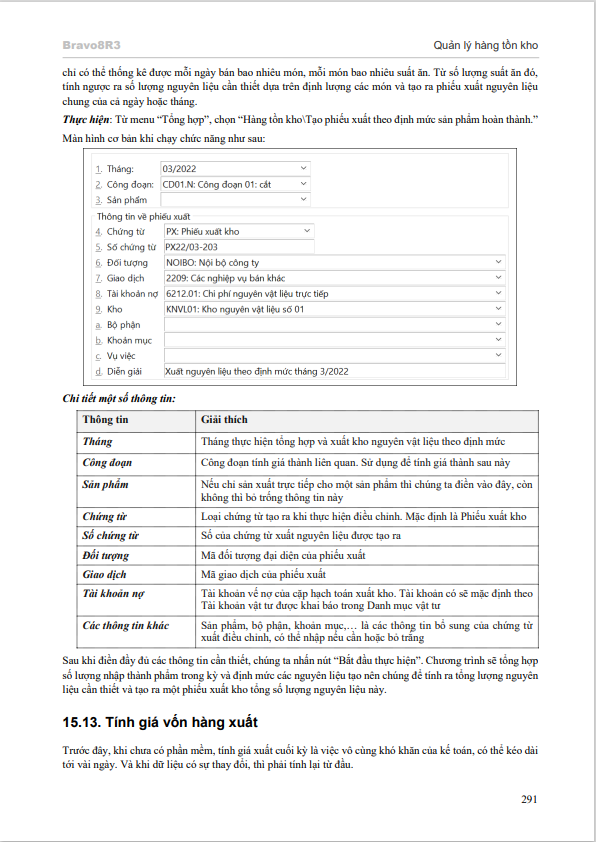 Bravo8R3 Quản lý hàng tồn kho
chỉ có thể thống kê được mỗi ngày bán bao nhiêu món, mỗi món bao nhiêu suất ăn. Từ số lượng suất ăn đó,
tính ngược ra số lượng nguyên liệu cần thiết dựa trên định lượng các món và tạo ra phiếu xuất nguyên liệu
chung của cả ngày hoặc tháng.
Thực hiện: Từ menu “Tổng hợp”, chọn “Hàng tồn kho\Tạo phiếu xuất theo định mức sản phẩm hoàn thành.”
Màn hình cơ bản khi chạy chức năng như sau:
1. Tháng: 03/2022
2. Công đoạn: CD01.N: Công đoạn 01: cắt
3. Sản phẩm
Thông tin về phiếu xuất
4. Chứng từ PX: Phiếu xuất kho
5. Số chứng từ PX22/03-203
6. Đối tượng NOIBO: Nội bộ công ty
7. Giao dịch 2209: Các nghiệp vụ bán khác
8. Tài khoản nợ 6212.01: Chi phí nguyên vật liệu trực tiếp
9. Kho KNVL01: Kho nguyên vật liệu số 01
a. Bộ phận
b. Khoản mục
c. Vụ việc
d. Diễn giải Xuất nguyên liệu theo định mức tháng 3/2022
Chi tiết một số thông tin:
Thông tin Giải thích
Tháng Tháng thực hiện tổng hợp và xuất kho nguyên vật liệu theo định mức
Công đoạn Công đoạn tính giá thành liên quan. Sử dụng để tính giá thành sau này
Sản phẩm Nếu chỉ sản xuất trực tiếp cho một sản phẩm thì chúng ta điền vào đây, còn
không thì bỏ trống thông tin này
Chứng từ Loại chứng từ tạo ra khi thực hiện điều chỉnh. Mặc định là Phiếu xuất kho
Số chứng từ Số của chứng từ xuất nguyên liệu được tạo ra
Đối tượng Mã đối tượng đại diện của phiếu xuất
Giao dịch Mã giao dịch của phiếu xuất
Tài khoản nợ Tài khoản vế nợ của cặp hạch toán xuất kho. Tài khoản có sẽ mặc định theo
Tài khoản vật tư được khai báo trong Danh mục vật tư
Các thông tin khác Sản phẩm, bộ phận, khoản mục,… là các thông tin bổ sung của chứng từ
xuất điều chỉnh, có thể nhập nếu cần hoặc bỏ trắng
Sau khi điền đầy đủ các thông tin cần thiết, chúng ta nhấn nút “Bắt đầu thực hiện”. Chương trình sẽ tổng hợp
số lượng nhập thành phẩm trong kỳ và định mức các nguyên liệu tạo nên chúng để tính ra tổng lượng nguyên
liệu cần thiết và tạo ra một phiếu xuất kho tổng số lượng nguyên liệu này.
15.13. Tính giá vốn hàng xuất
Trước đây, khi chưa có phần mềm, tính giá xuất cuối kỳ là việc vô cùng khó khăn của kế toán, có thể kéo dài
tới vài ngày. Và khi dữ liệu có sự thay đổi, thì phải tính lại từ đầu.
291